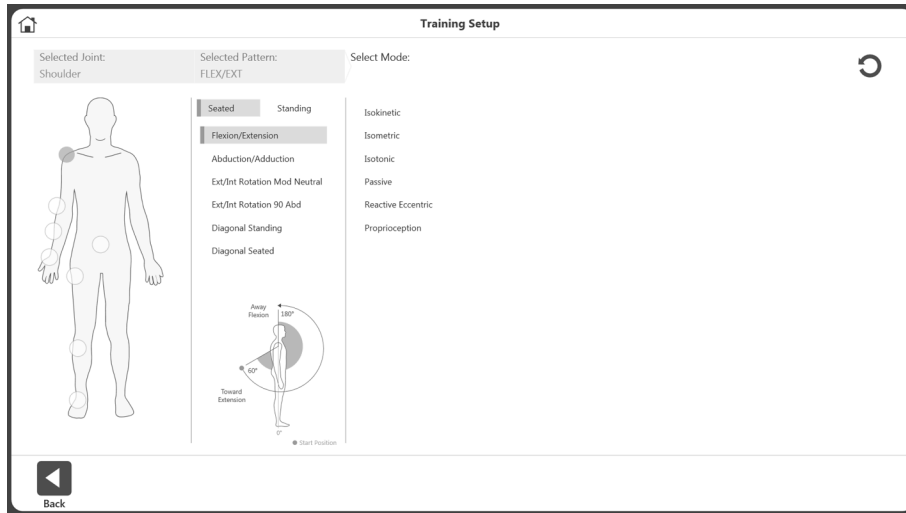 Training Setup
Selected Joint:
Shoulder
Selected Pattern:
FLEX/EXT
Select Mode:
Seated
Standing
Flexion/Extension
Abduction/Adduction
Ext/Int Rotation Mod Neutral
Ext/Int Rotation 90 Abd
Diagonal Standing
Diagonal Seated
Isokinetic
Isometric
Isotonic
Passive
Reactive Eccentric
Proprioception
Away
Flexion
180°
60°
Toward
Extension
0°
Start Position
Back